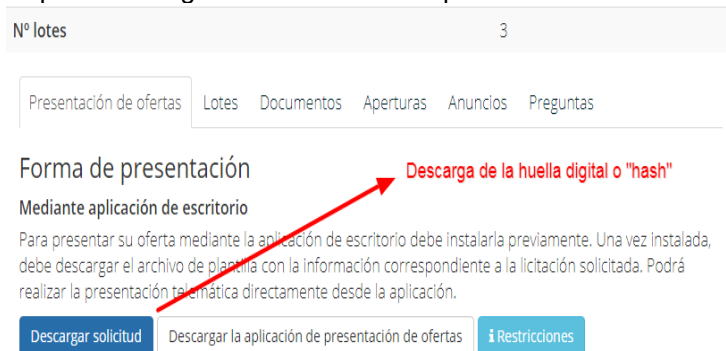 Nº lotes 3
Presentación de ofertas Lotes Documentos Aperturas Anuncios Preguntas
Forma de presentación
Descarga de la huella digital o "hash"
Mediante aplicación de escritorio
Para presentar su oferta mediante la aplicación de escritorio debe instalarla previamente. Una vez instalada,
debe descargar el archivo de plantilla con la información correspondiente a la licitación solicitada. Podrá
realizar la presentación telemática directamente desde la aplicación.
Descargar solicitud Descargar la aplicación de presentación de ofertas i Restricciones